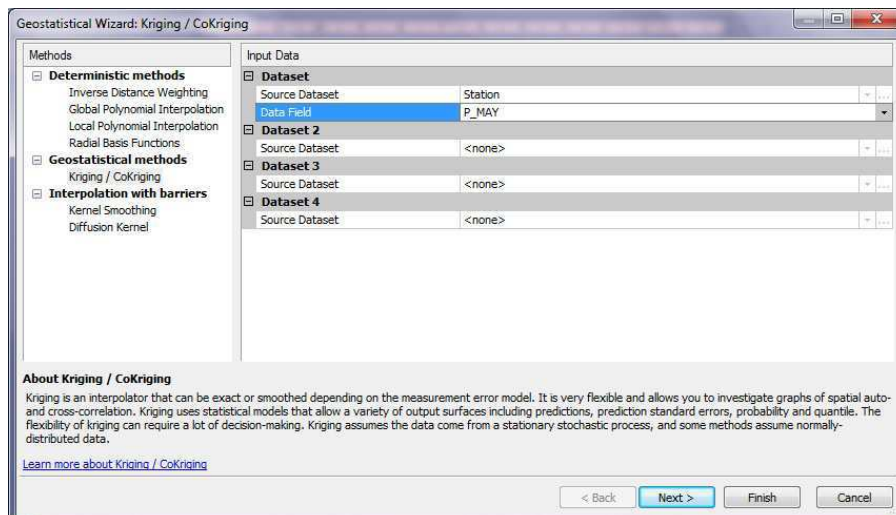 Geostatistical Wizard: Kriging / CoKriging
Methods
Deterministic methods
Inverse Distance Weighting
Global Polynomial Interpolation
Local Polynomial Interpolation
Radial Basis Functions
Geostatistical methods
Kriging / CoKriging
Interpolation with barriers
Kernel Smoothing
Diffusion Kernel
Input Data
Dataset
Source Dataset Station
Data Field P_MAY
Dataset 2
Source Dataset <none>
Dataset 3
Source Dataset <none>
Dataset 4
Source Dataset <none>
About Kriging / CoKriging
Kriging is an interpolator that can be exact or smoothed depending on the measurement error model. It is very flexible and allows you to investigate graphs of spatial auto-
and cross-correlation. Kriging uses statistical models that allow a variety of output surfaces including predictions, prediction standard errors, probability and quantile. The
flexibility of kriging can require a lot of decision-making. Kriging assumes the data come from a stationary stochastic process, and some methods assume normally-
distributed data.
Learn more about Kriging / CoKriging
< Back Next > Finish Cancel